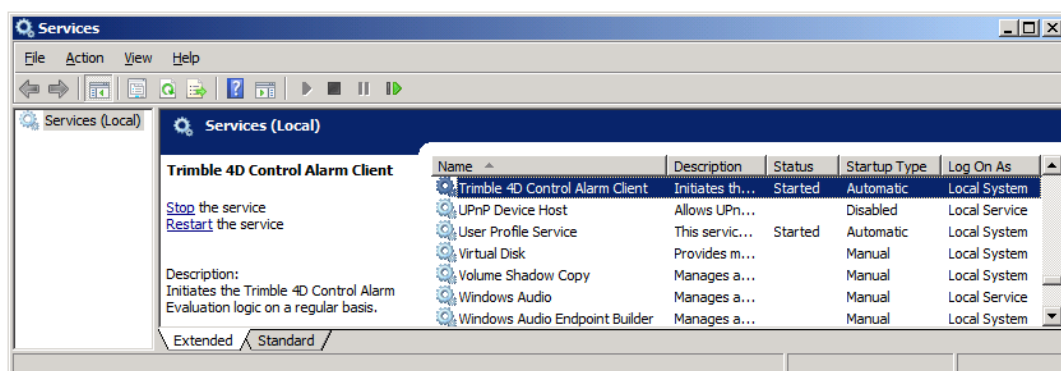 Services
File Action View Help
Services (Local)
Services (Local)
Trimble 4D Control Alarm Client
Stop the service
Restart the service
Description:
Initiates the Trimble 4D Control Alarm
Evaluation logic on a regular basis.
Name Description Status Startup Type Log On As
Trimble 4D Control Alarm Client Initiates th... Started Automatic Local System
UPnP Device Host Allows UPn... Disabled Local Service
User Profile Service This servic... Started Automatic Local System
Virtual Disk Provides m... Manual Local System
Volume Shadow Copy Manages a... Manual Local System
Windows Audio Manages a... Manual Local Service
Windows Audio Endpoint Builder Manages a... Manual Local System
Extended Standard